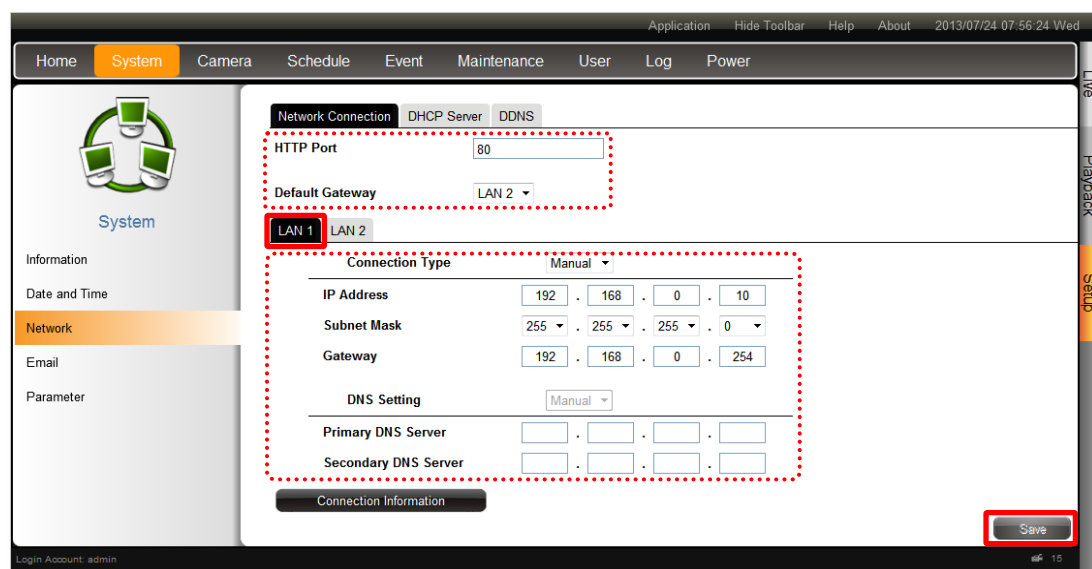 Application Hide Toolbar Help About 2013/07/24 07:56:24 Wed
Home System Camera Schedule Event Maintenance User Log Power
Live
Playback
Setup
System
Information
Date and Time
Network
Email
Parameter
Network Connection DHCP Server DDNS
HTTP Port 80
Default Gateway LAN 2
LAN 1 LAN 2
Connection Type Manual
IP Address 192 . 168 . 0 . 10
Subnet Mask 255 . 255 . 255 . 0
Gateway 192 . 168 . 0 . 254
DNS Setting Manual
Primary DNS Server . . .
Secondary DNS Server . . .
Connection Information
Save
Login Account: admin 15